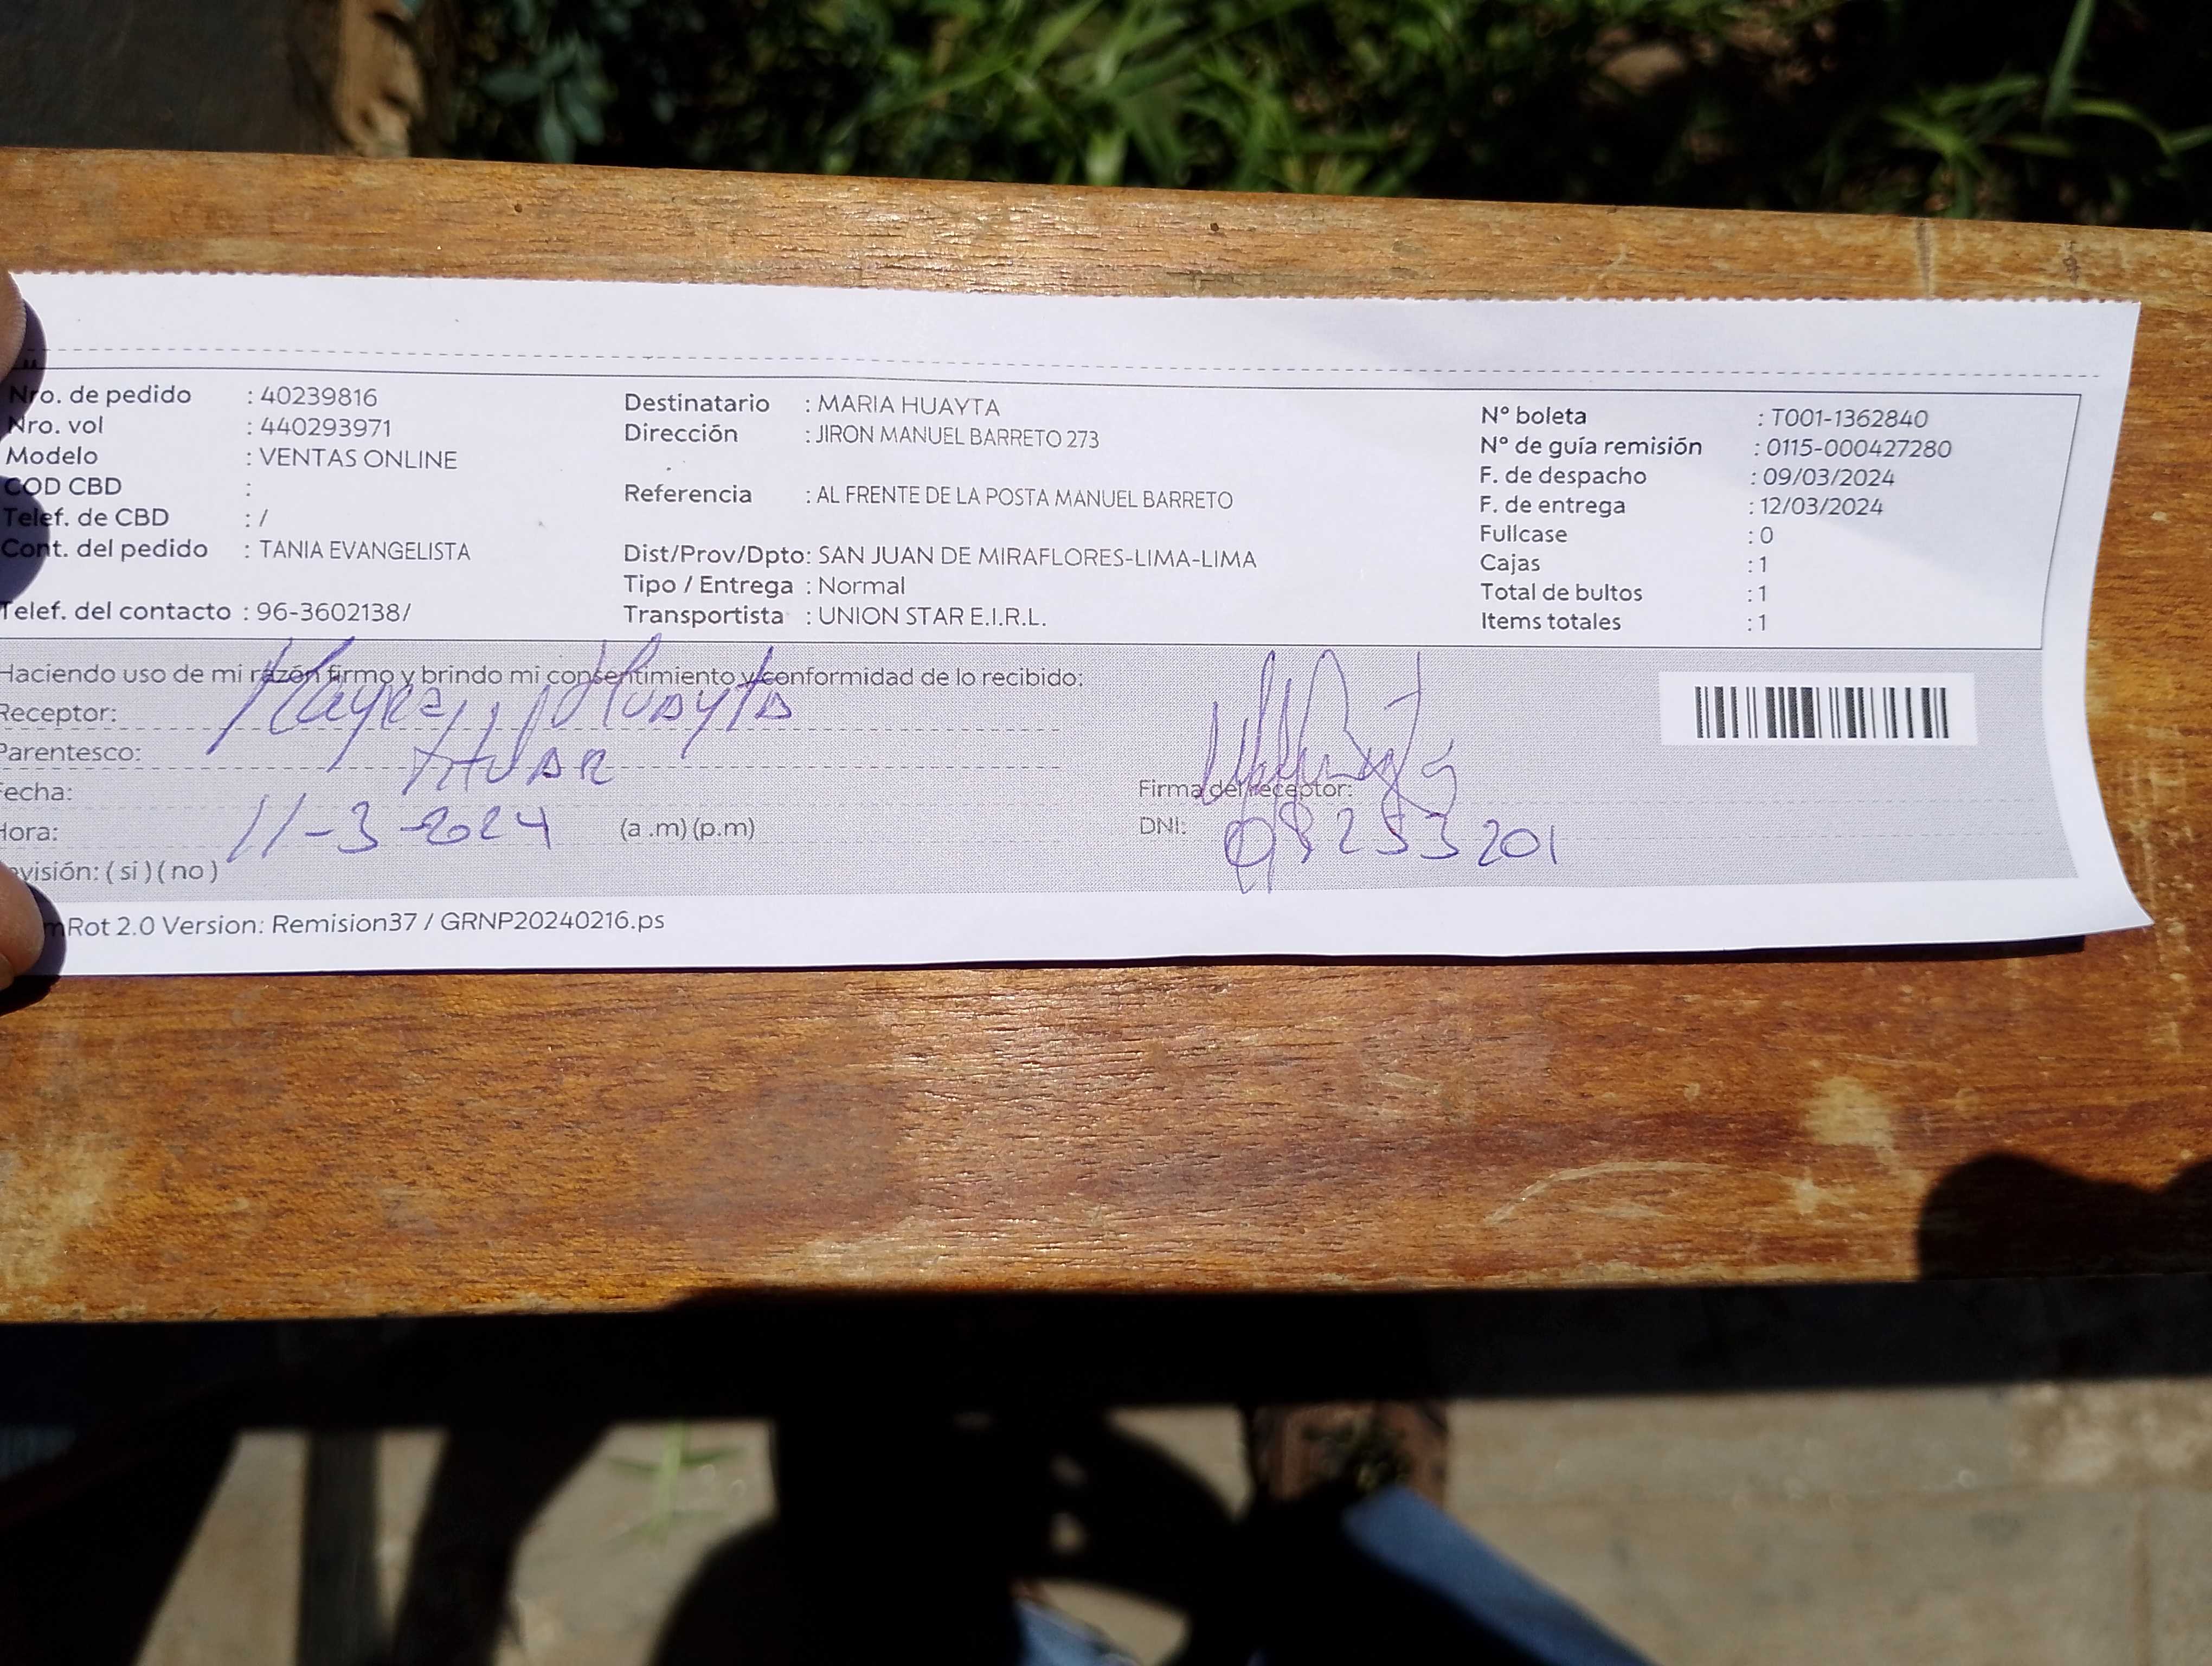 Nro. de pedido : 40239816
Nro. vol : 440293971
Modelo : VENTAS ONLINE
COD CBD :
Telef. de CBD : /
Cont. del pedido : TANIA EVANGELISTA
Telef. del contacto : 96-3602138/
Destinatario : MARIA HUAYTA
Dirección : JIRON MANUEL BARRETO 273
Referencia : AL FRENTE DE LA POSTA MANUEL BARRETO
Dist/Prov/Dpto: SAN JUAN DE MIRAFLORES-LIMA-LIMA
Tipo / Entrega : Normal
Transportista : UNION STAR E.I.R.L.
N° boleta : T001-1362840
N° de guía remisión : 0115-000427280
F. de despacho : 09/03/2024
F. de entrega : 12/03/2024
Fullcase : 0
Cajas : 1
Total de bultos : 1
Items totales : 1
Haciendo uso de mi razón firmo y brindo mi consentimiento y conformidad de lo recibido:
Receptor: Huayta
Parentesco:
Fecha: 11-3-2024
Hora: (a .m) (p.m)
visión: ( si ) ( no )
Firma del receptor:
DNI: 253201
Rot 2.0 Version: Remision37 / GRNP20240216.ps